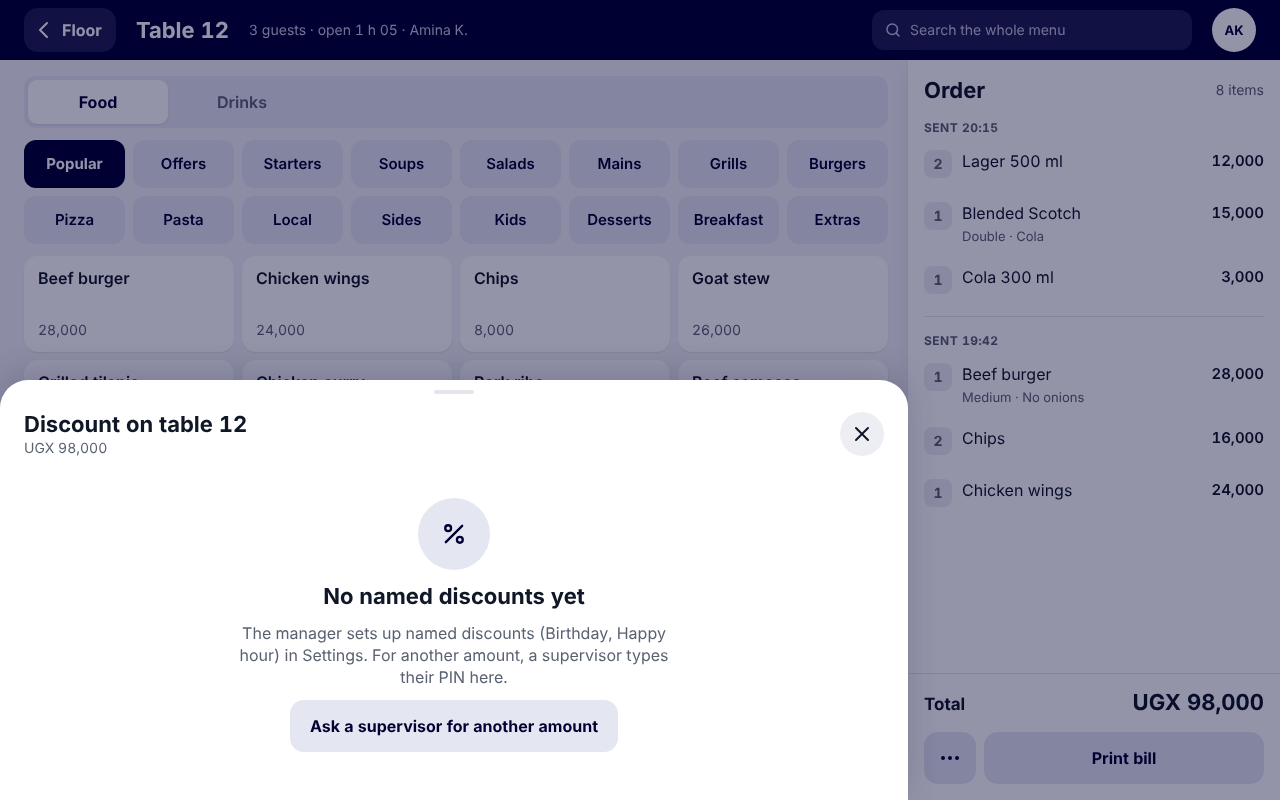 Floor
Table 12
3 guests · open 1 h 05 · Amina K.
Search the whole menu
AK
Food
Drinks
Popular
Offers
Starters
Soups
Salads
Mains
Grills
Burgers
Pizza
Pasta
Local
Sides
Kids
Desserts
Breakfast
Extras
Beef burger
28,000
Chicken wings
24,000
Chips
8,000
Goat stew
26,000
Discount on table 12
UGX 98,000
%
No named discounts yet
The manager sets up named discounts (Birthday, Happy
hour) in Settings. For another amount, a supervisor types
their PIN here.
Ask a supervisor for another amount
Order
8 items
SENT 20:15
2 Lager 500 ml 12,000
1 Blended Scotch 15,000
Double · Cola
1 Cola 300 ml 3,000
SENT 19:42
1 Beef burger 28,000
Medium · No onions
2 Chips 16,000
1 Chicken wings 24,000
Total UGX 98,000
Print bill